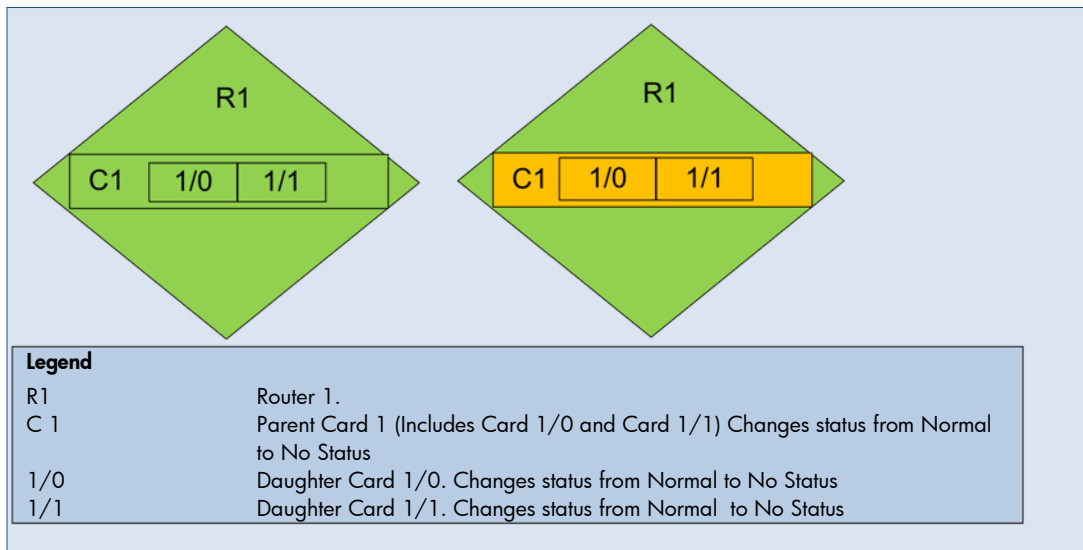 R1
R1
C1 1/0 1/1
C1 1/0 1/1
Legend
R1 Router 1.
C 1 Parent Card 1 (Includes Card 1/0 and Card 1/1) Changes status from Normal
to No Status
1/0 Daughter Card 1/0. Changes status from Normal to No Status
1/1 Daughter Card 1/1. Changes status from Normal to No Status